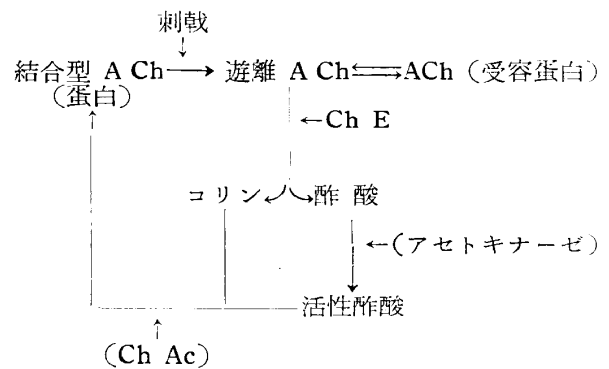 刺戟
結合型 A Ch → 遊離 A Ch ⇄ ACh (受容蛋白)
(蛋白)
←Ch E
コリン 酢酸
←(アセトキナーゼ)
活性酢酸
(Ch Ac)